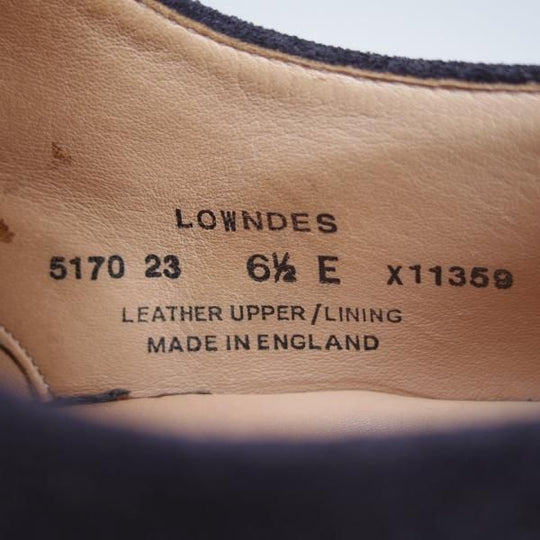 LOWNDES
5170 23 6½ E X11359
LEATHER UPPER/LINING
MADE IN ENGLAND